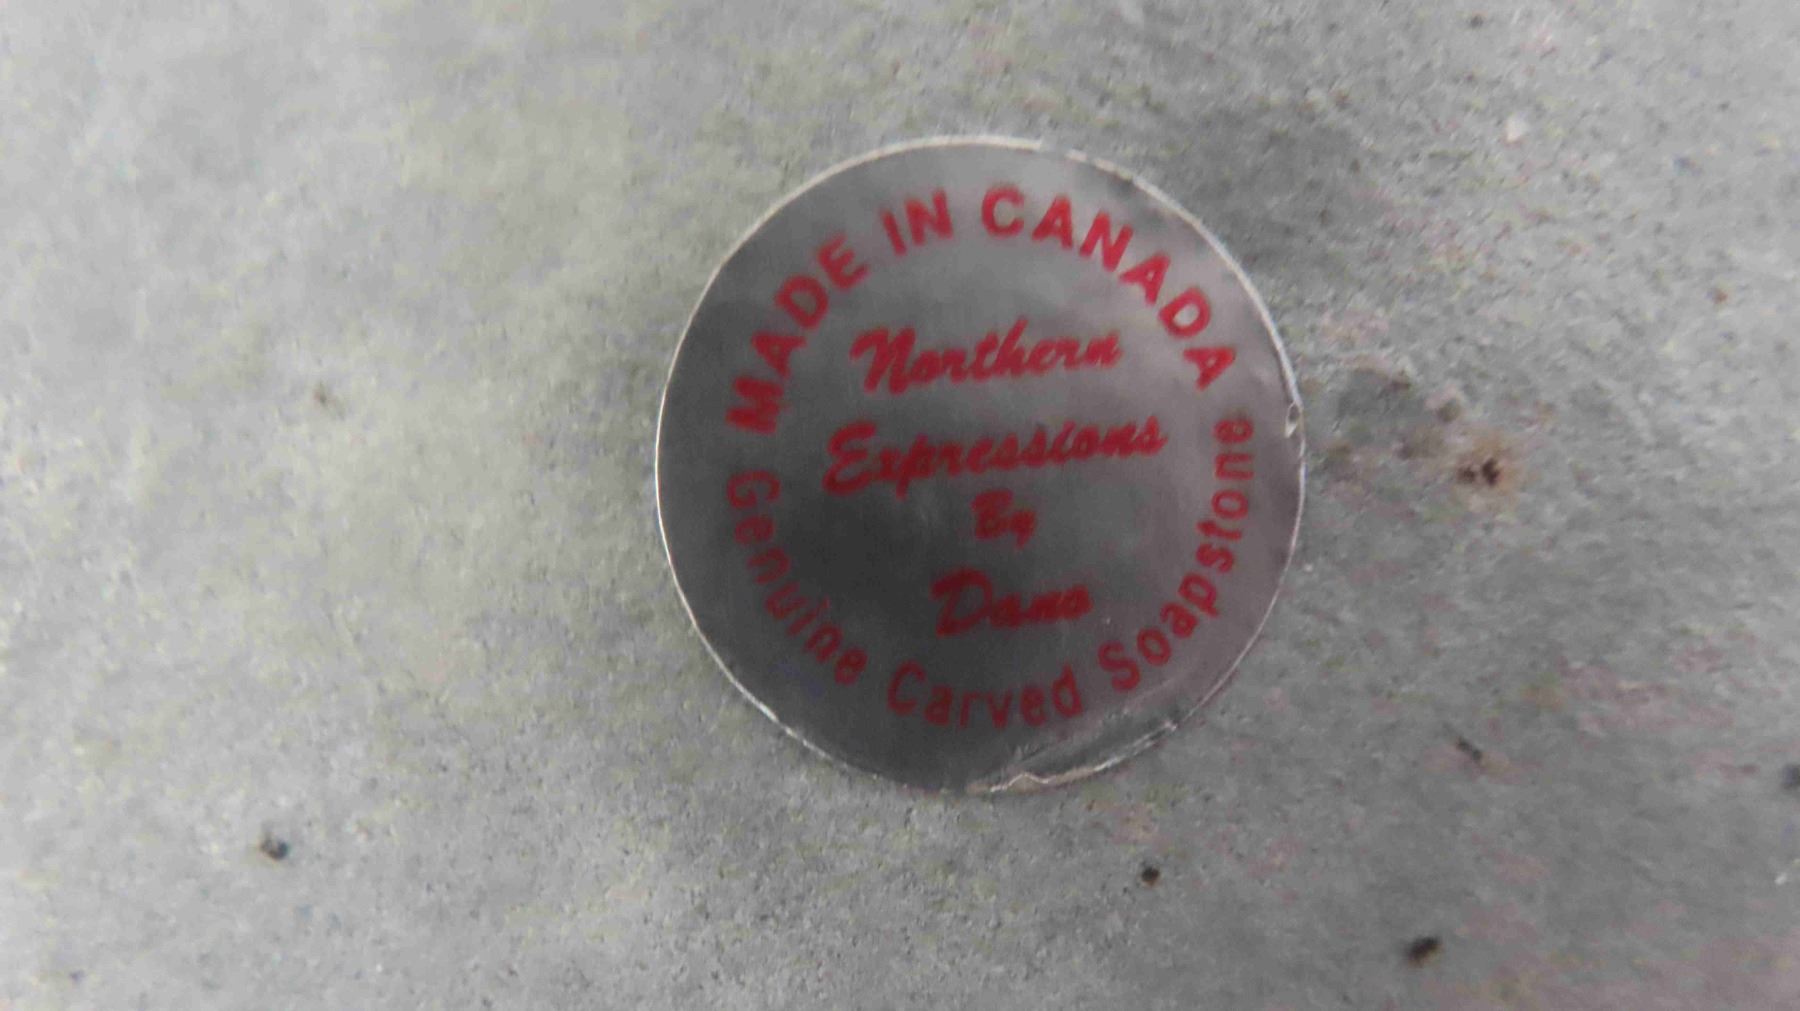 MADE IN CANADA
Northern
Expressions
By
Dano
Genuine Carved Soapstone